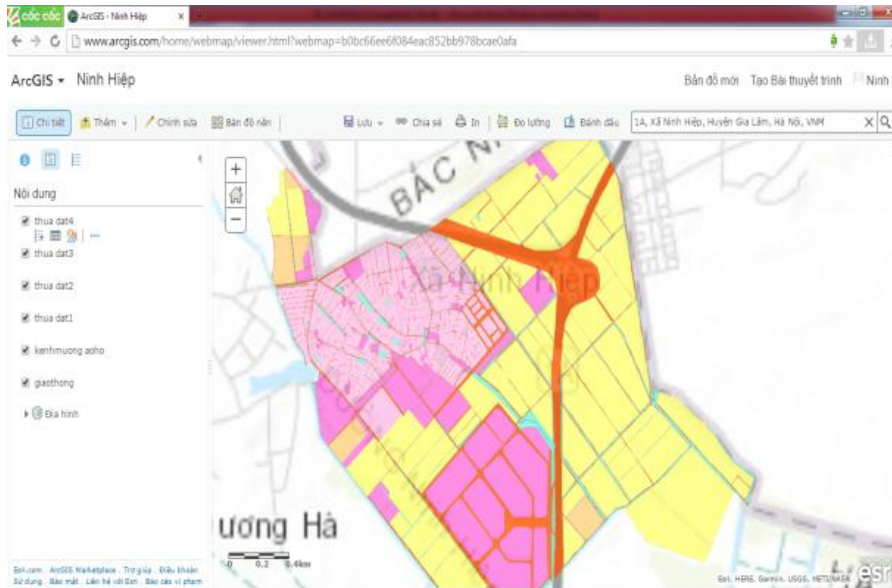 cốc cốc ArcGIS - Ninh Hiệp x
www.arcgis.com/home/webmap/viewer.html?webmap=b0bc66ee6f084eac852bb978bcae0afa
ArcGIS Ninh Hiệp Bản đồ mới Tạo Bài thuyết trình Ninh
Chi tiết Thêm Chỉnh sửa Bản đồ nền Lưu Chia sẻ In Đo lường Đánh dấu 1A, Xã Ninh Hiệp, Huyện Gia Lâm, Hà Nội, VNM X
Nội dung
thua dat4
thua dat3
thua dat2
thua dat1
kenhmuong aoho
giaothong
Địa hình
BẮC N
Xã Ninh Hiệp
ương Hà
0 0.2 0.4km
Esri.com . ArcGIS Marketplace . Trợ giúp . Điều khoản
Sử dụng . Bảo mật . Liên hệ với Esri . Báo cáo vi phạm
Esri, HERE, Garmin, USGS, METI/NASA
esri